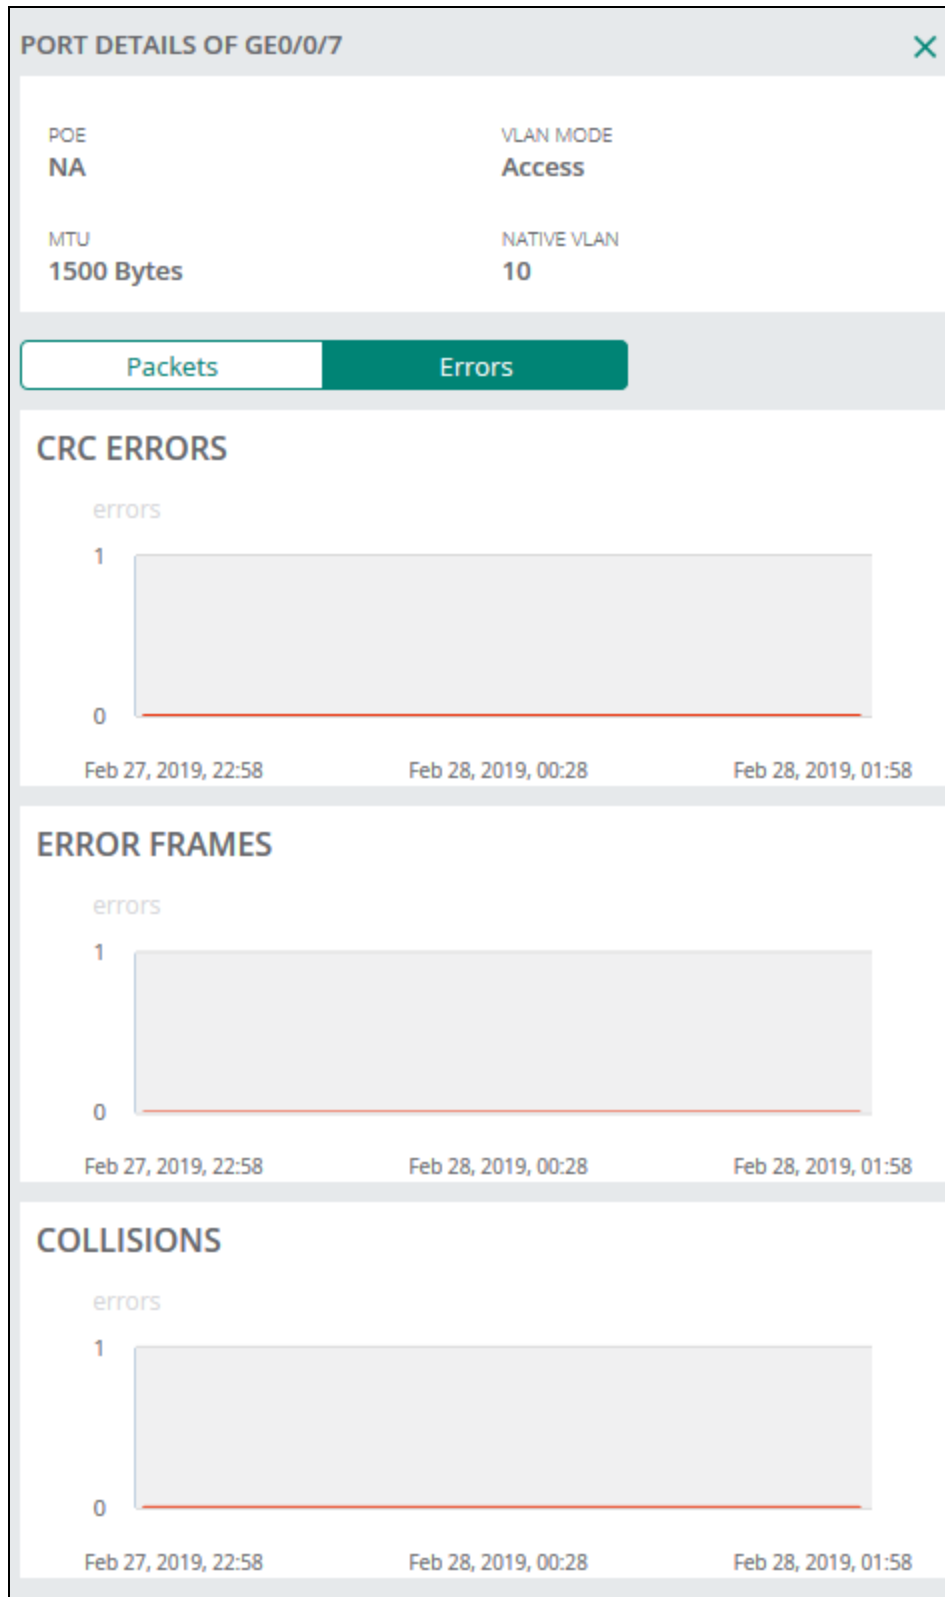 PORT DETAILS OF GE0/0/7
POE VLAN MODE
NA Access
MTU NATIVE VLAN
1500 Bytes 10
Packets Errors
CRC ERRORS
errors
1
0
Feb 27, 2019, 22:58 Feb 28, 2019, 00:28 Feb 28, 2019, 01:58
ERROR FRAMES
errors
1
0
Feb 27, 2019, 22:58 Feb 28, 2019, 00:28 Feb 28, 2019, 01:58
COLLISIONS
errors
1
0
Feb 27, 2019, 22:58 Feb 28, 2019, 00:28 Feb 28, 2019, 01:58